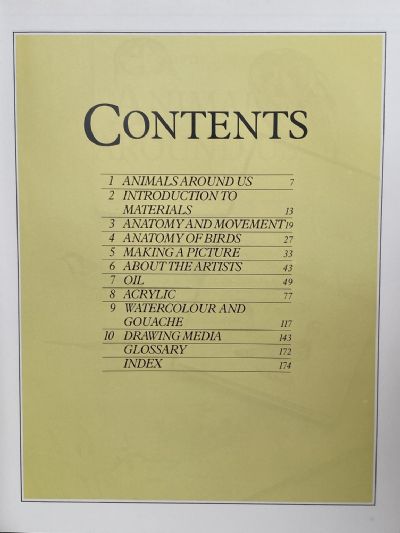 CONTENTS
1 ANIMALS AROUND US 7
2 INTRODUCTION TO
MATERIALS 13
3 ANATOMY AND MOVEMENT 19
4 ANATOMY OF BIRDS 27
5 MAKING A PICTURE 33
6 ABOUT THE ARTISTS 43
7 OIL 49
8 ACRYLIC 77
9 WATERCOLOUR AND
GOUACHE 117
10 DRAWING MEDIA 143
GLOSSARY 172
INDEX 174